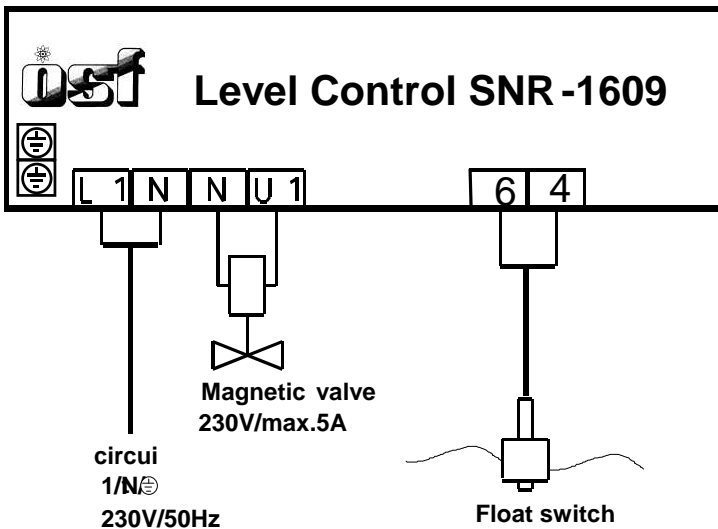 osf
Level Control SNR-1609
L 1 N N U 1 6 4
Magnetic valve
230V/max.5A
circui
1/N/⏚
230V/50Hz
Float switch